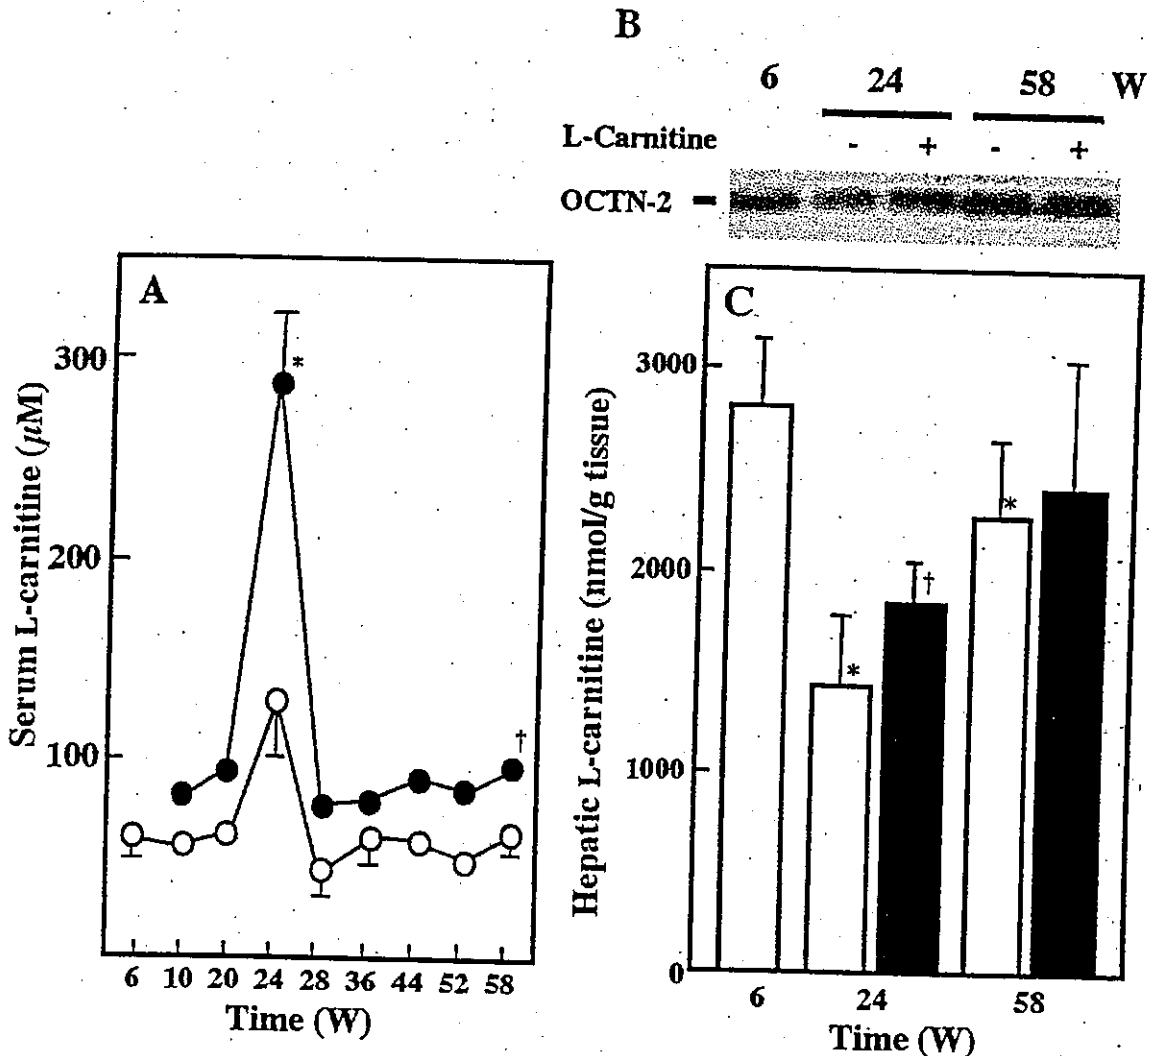 B
6 24 58 W
L-Carnitine - + - +
OCTN-2
A
300
200
100
Serum L-carnitine (μM)
*
†
6 10 20 24 28 36 44 52 58
Time (W)
C
3000
2000
1000
0
Hepatic L-carnitine (nmol/g tissue)
*
†
*
6 24 58
Time (W)